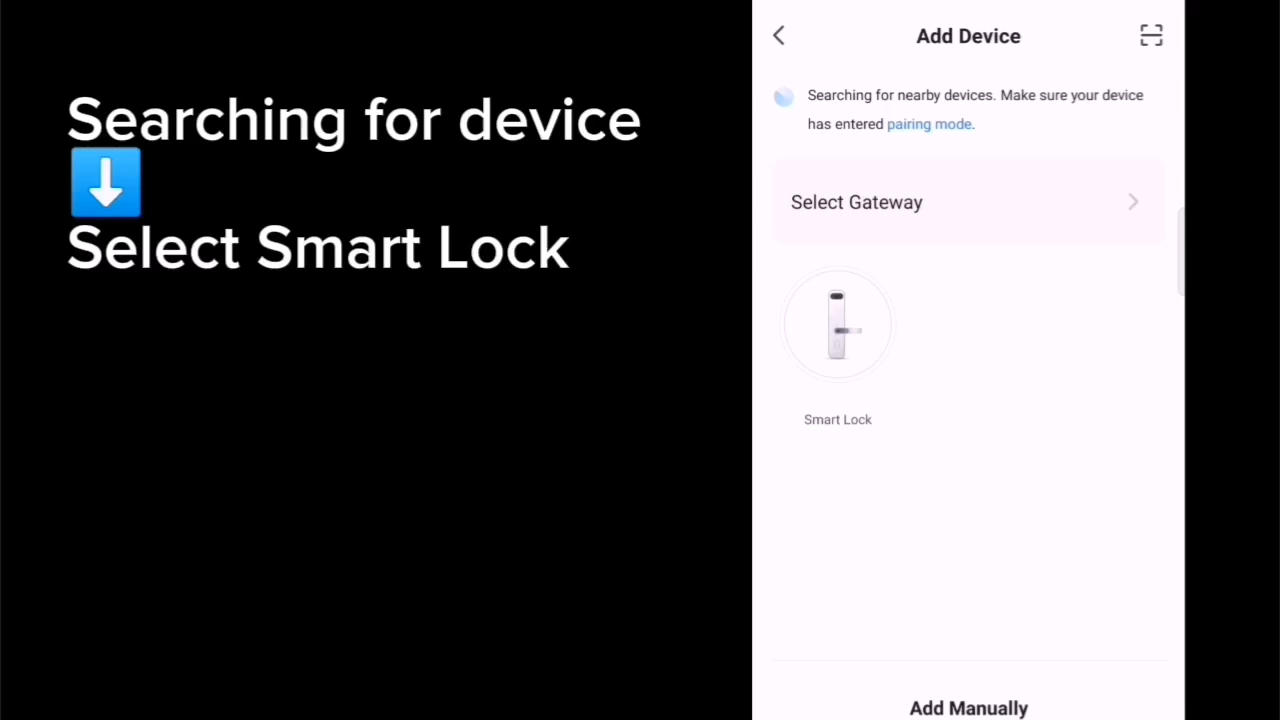 Searching for device
⬇️
Select Smart Lock
Add Device
Searching for nearby devices. Make sure your device
has entered pairing mode.
Select Gateway
Smart Lock
Add Manually